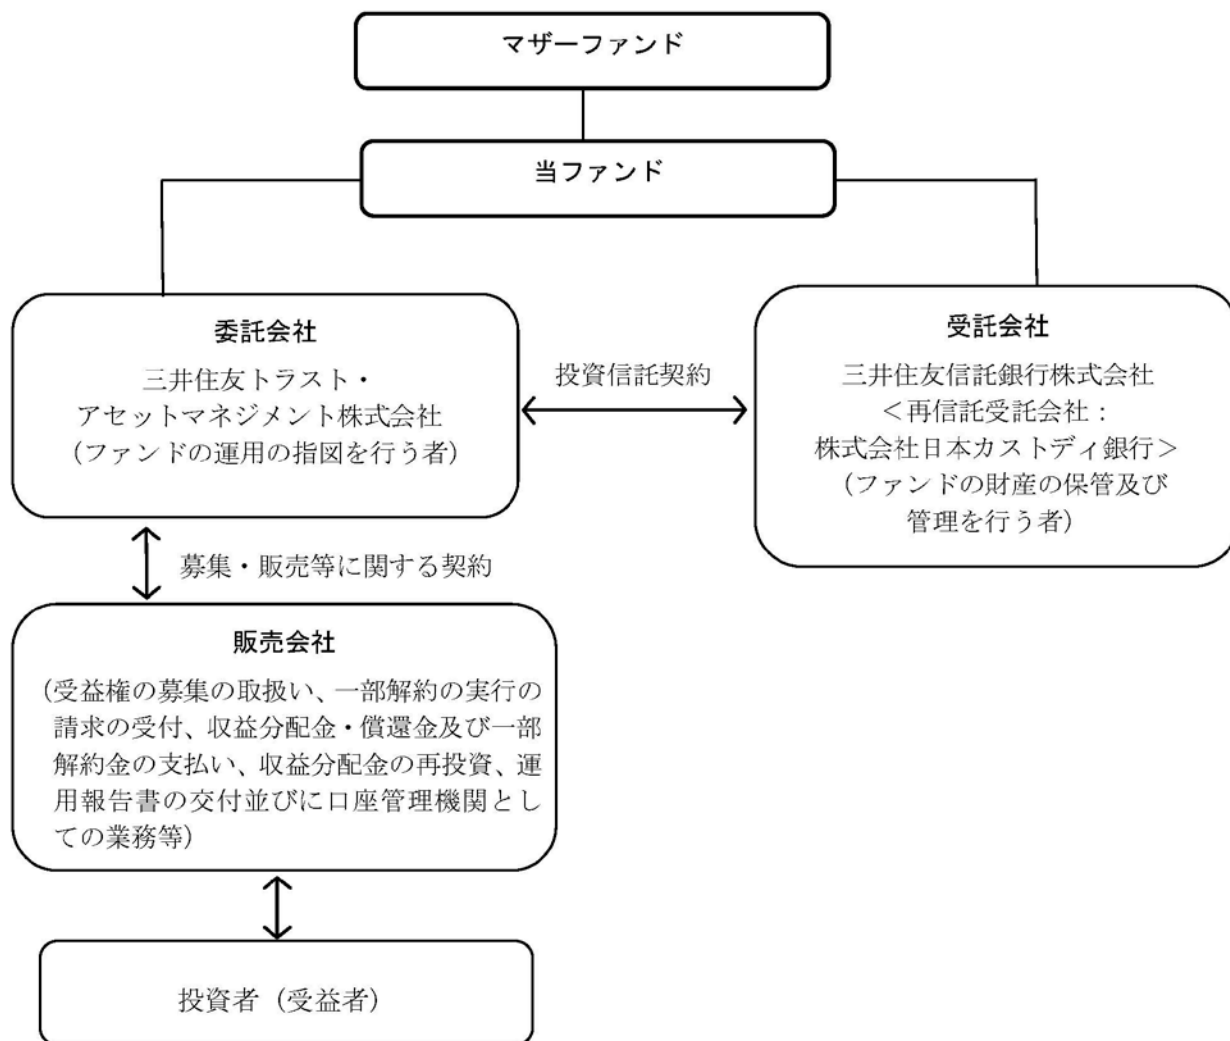 マザーファンド
当ファンド
委託会社
三井住友トラスト・
アセットマネジメント株式会社
（ファンドの運用の指図を行う者）
投資信託契約
受託会社
三井住友信託銀行株式会社
＜再信託受託会社：
株式会社日本カストディ銀行＞
（ファンドの財産の保管及び
管理を行う者）
募集・販売等に関する契約
販売会社
（受益権の募集の取扱い、一部解約の実行の
請求の受付、収益分配金・償還金及び一部
解約金の支払い、収益分配金の再投資、運
用報告書の交付並びに口座管理機関とし
ての業務等）
投資者（受益者）